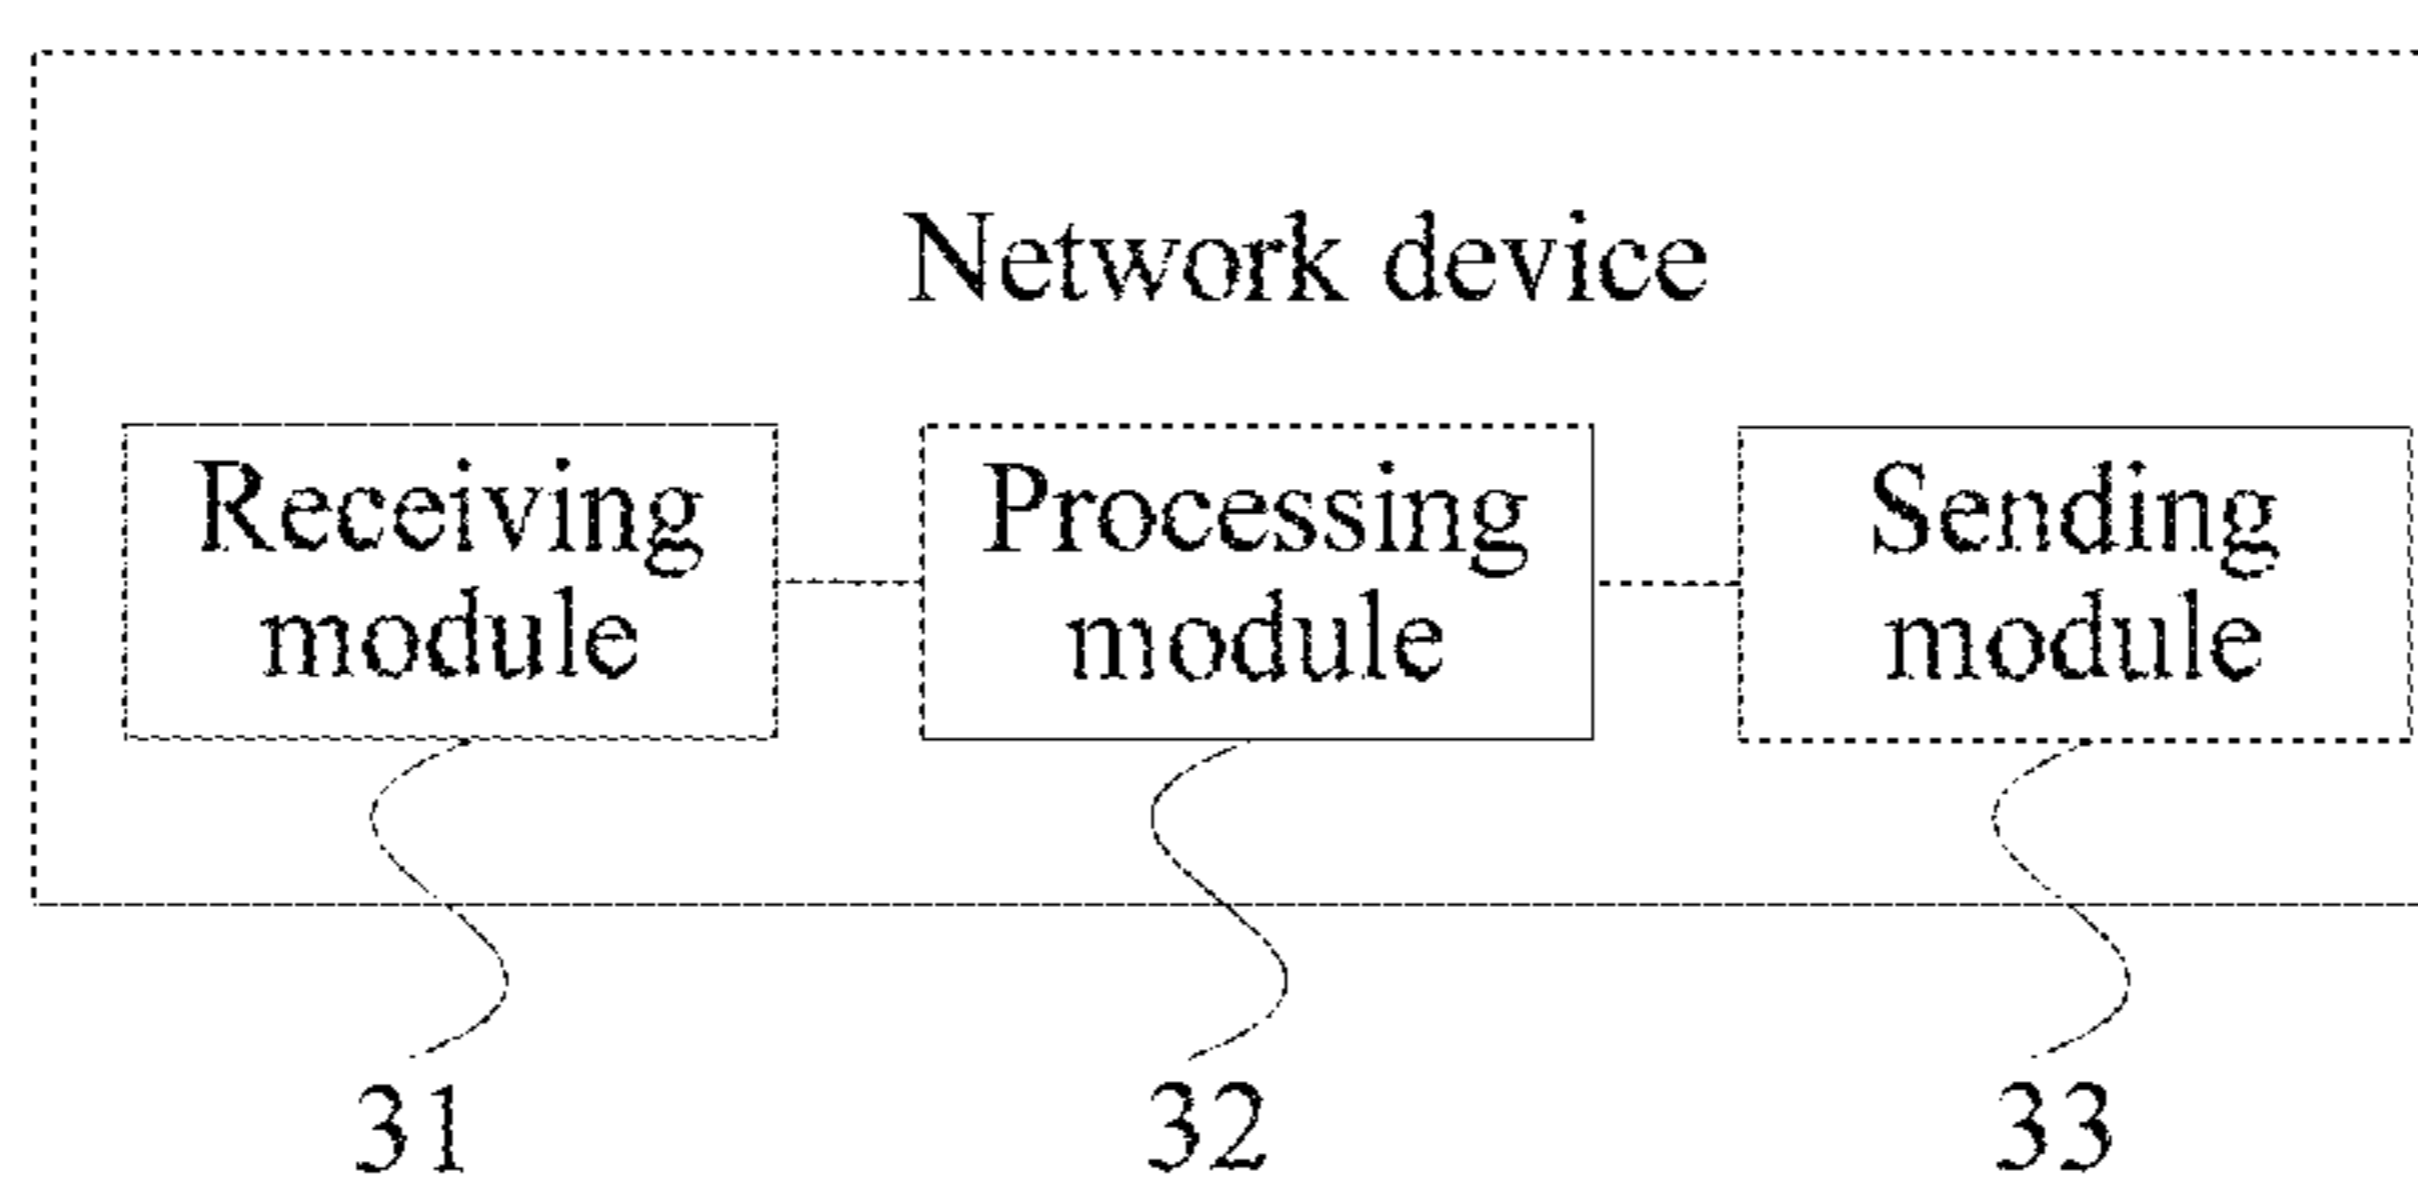 Network device
Receiving
module
Processing
module
Sending
module
31
32
33